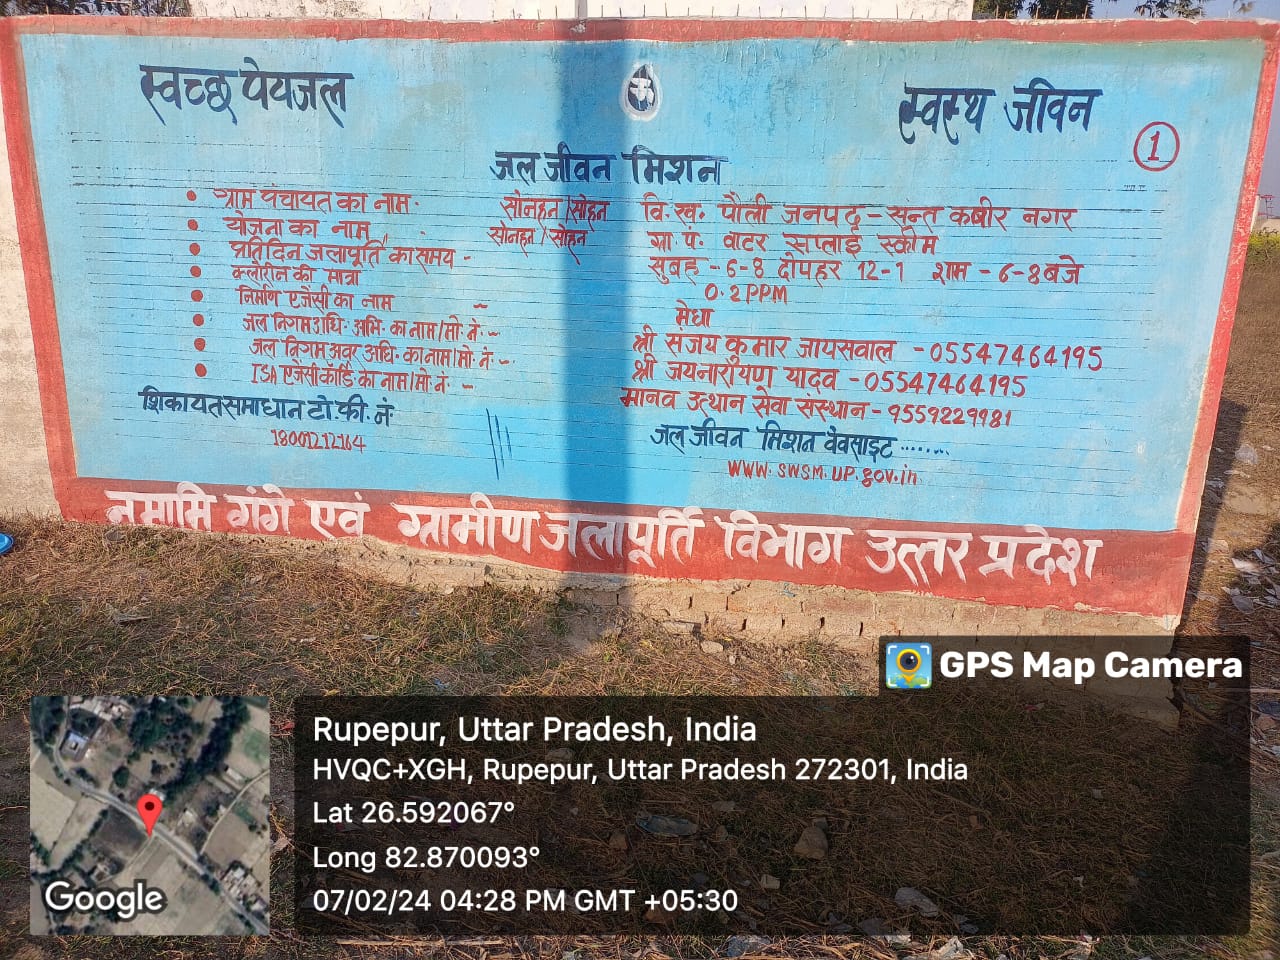 स्वच्छ पेयजल
स्वस्थ जीवन
1
जल जीवन मिशन
• ग्राम पंचायत का नाम- सोनहन/सोहन वि.ख. पौली जनपद-सन्त कबीर नगर
• योजना का नाम सोनहन/सोहन ग्रा.पं. वाटर सप्लाई स्कीम
• प्रतिदिन जलापूर्ति का समय - सुबह-6-8 दोपहर 12-1 शाम-6-8बजे
• क्लोरीन की मात्रा 0.2PPM
• निर्माण एजेंसी का नाम - मेघा
• जल निगम अधि. अभि. का नाम/मो. नं.- श्री संजय कुमार जायसवाल -05547464195
• जल निगम अवर अधि. का नाम/मो. नं.- श्री जयनारायण यादव-05547464195
• ISA एजेंसी कॉर्डि का नाम/मो. नं. - मानव उत्थान सेवा संस्थान-9559229981
शिकायत समाधान टो.फ्री. नं.
18001212164
जल जीवन मिशन वेवसाइट .......
WWW.SWSM.UP.gov.in
नमामि गंगे एवं ग्रामीण जलापूर्ति विभाग उत्तर प्रदेश
GPS Map Camera
Rupepur, Uttar Pradesh, India
HVQC+XGH, Rupepur, Uttar Pradesh 272301, India
Lat 26.592067°
Long 82.870093°
07/02/24 04:28 PM GMT +05:30
Google